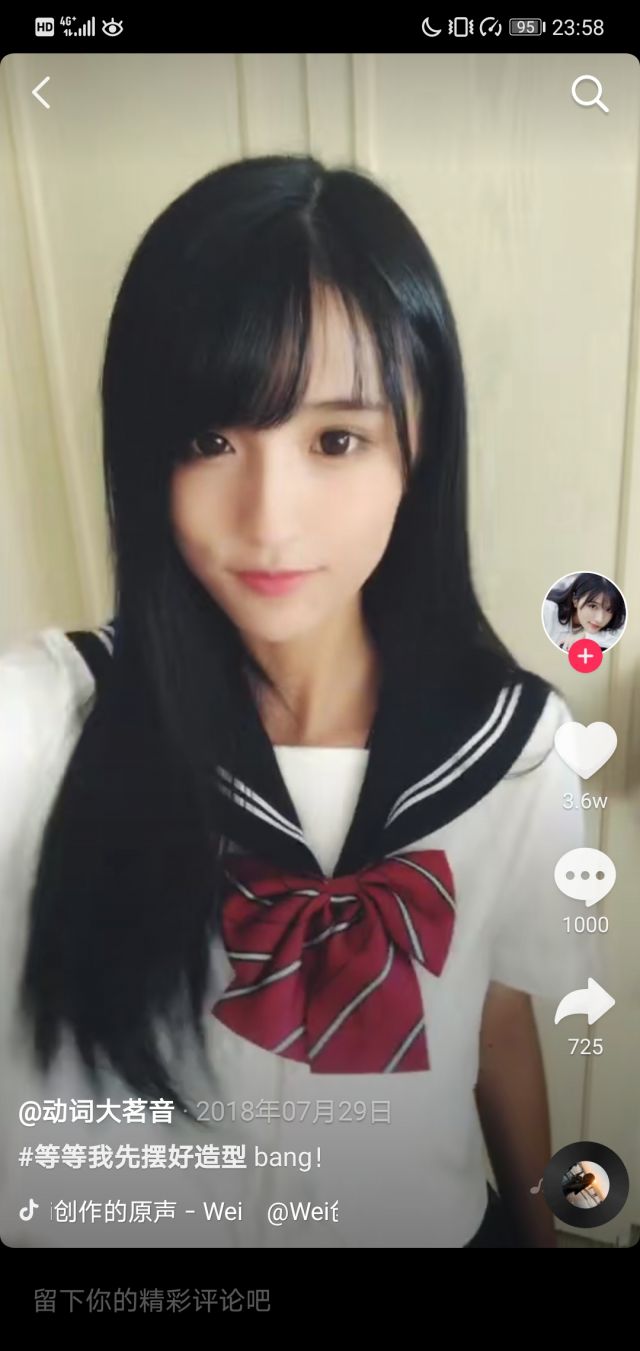 HD 4G+ 95 23:58
3.6w
1000
725
@动词大茗音 · 2018年07月29日
#等等我先摆好造型 bang！
创作的原声 - Wei @Wei
留下你的精彩评论吧